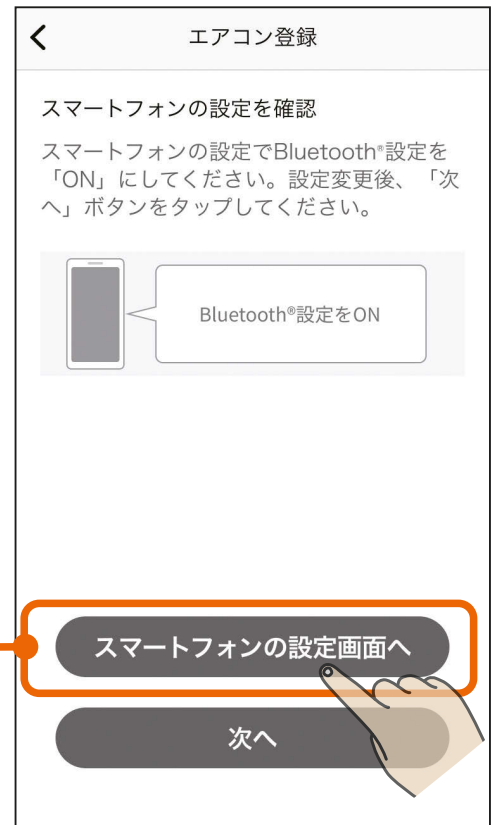 エアコン登録
スマートフォンの設定を確認
スマートフォンの設定でBluetooth®設定を
「ON」にしてください。設定変更後、「次
へ」ボタンをタップしてください。
Bluetooth®設定をON
スマートフォンの設定画面へ
次へ